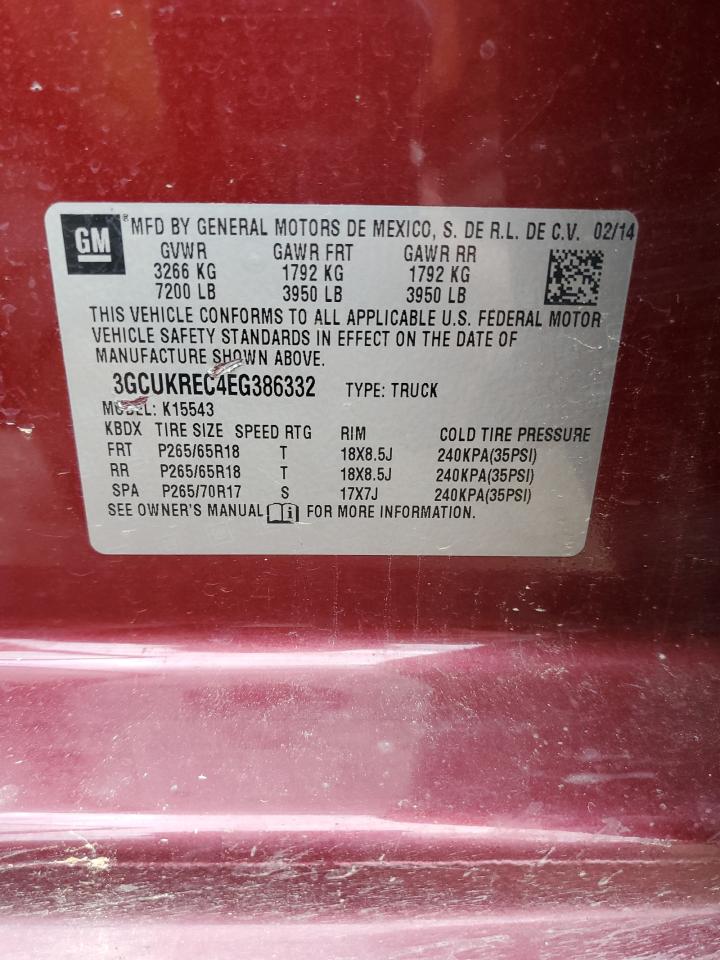 GM ® MFD BY GENERAL MOTORS DE MEXICO, S. DE R.L. DE C.V. 02/14
GVWR GAWR FRT GAWR RR
3266 KG 1792 KG 1792 KG
7200 LB 3950 LB 3950 LB
THIS VEHICLE CONFORMS TO ALL APPLICABLE U.S. FEDERAL MOTOR
VEHICLE SAFETY STANDARDS IN EFFECT ON THE DATE OF
MANUFACTURE SHOWN ABOVE.
3GCUKREC4EG386332 TYPE: TRUCK
MODEL: K15543
KBDX TIRE SIZE SPEED RTG RIM COLD TIRE PRESSURE
FRT P265/65R18 T 18X8.5J 240KPA(35PSI)
RR P265/65R18 T 18X8.5J 240KPA(35PSI)
SPA P265/70R17 S 17X7J 240KPA(35PSI)
SEE OWNER'S MANUAL i FOR MORE INFORMATION.